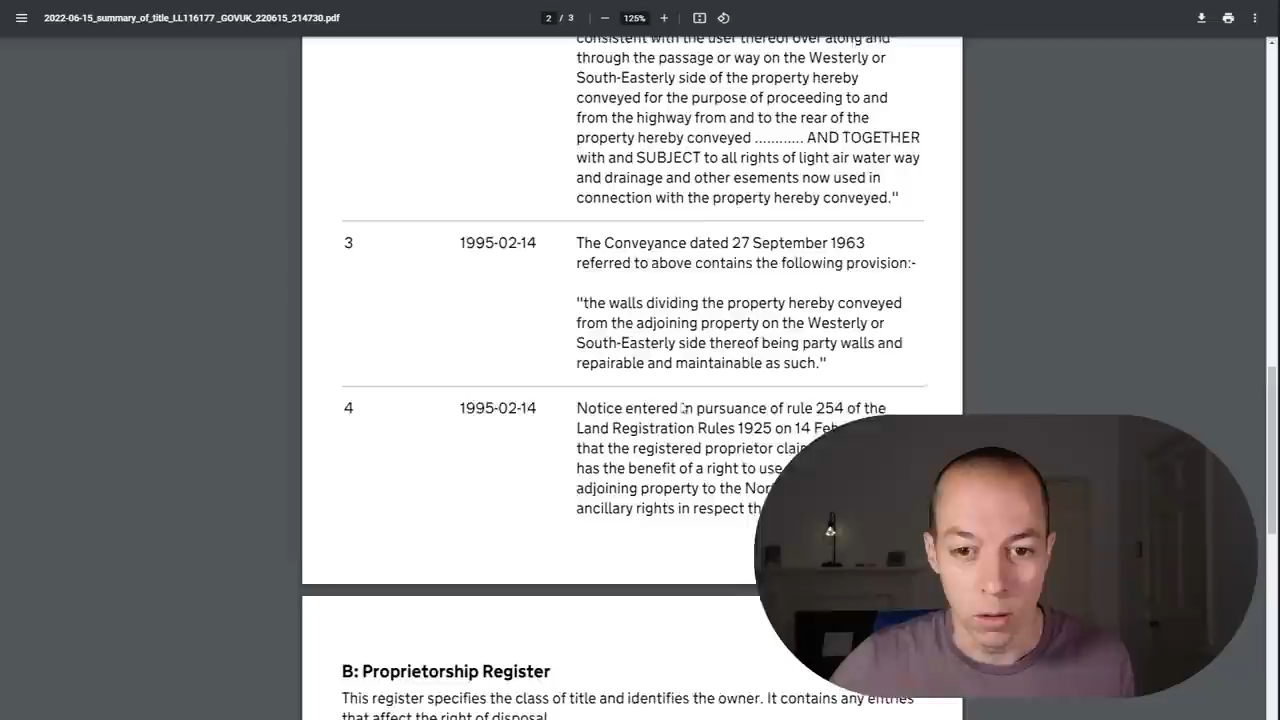 2022-06-15_summary_of_title_LL116177 _GOVUK_220615_214730.pdf
2 / 3
125%
consistent with the user thereof over along and
through the passage or way on the Westerly or
South-Easterly side of the property hereby
conveyed for the purpose of proceeding to and
from the highway from and to the rear of the
property hereby conveyed ............ AND TOGETHER
with and SUBJECT to all rights of light air water way
and drainage and other esements now used in
connection with the property hereby conveyed."
3 1995-02-14 The Conveyance dated 27 September 1963
referred to above contains the following provision:-
"the walls dividing the property hereby conveyed
from the adjoining property on the Westerly or
South-Easterly side thereof being party walls and
repairable and maintainable as such."
4 1995-02-14 Notice entered in pursuance of rule 254 of the
Land Registration Rules 1925 on 14
that the registered proprietor
has the benefit of a right to use
adjoining property to the
ancillary rights in respect
B: Proprietorship Register
This register specifies the class of title and identifies the owner. It contains any entries
that affect the right of disposal.